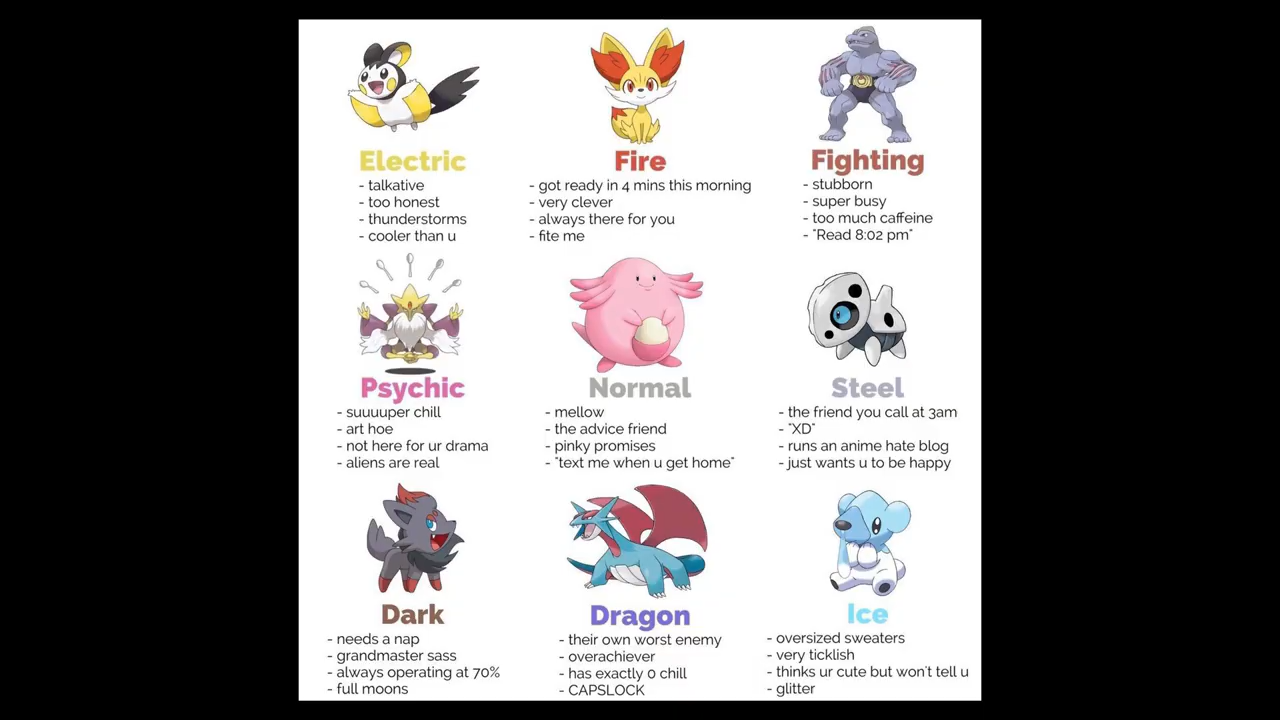 Electric
- talkative
- too honest
- thunderstorms
- cooler than u
Fire
- got ready in 4 mins this morning
- very clever
- always there for you
- fite me
Fighting
- stubborn
- super busy
- too much caffeine
- "Read 8:02 pm"
Psychic
- suuuuper chill
- art hoe
- not here for ur drama
- aliens are real
Normal
- mellow
- the advice friend
- pinky promises
- "text me when u get home"
Steel
- the friend you call at 3am
- "XD"
- runs an anime hate blog
- just wants u to be happy
Dark
- needs a nap
- grandmaster sass
- always operating at 70%
- full moons
Dragon
- their own worst enemy
- overachiever
- has exactly 0 chill
- CAPSLOCK
Ice
- oversized sweaters
- very ticklish
- thinks ur cute but won't tell u
- glitter